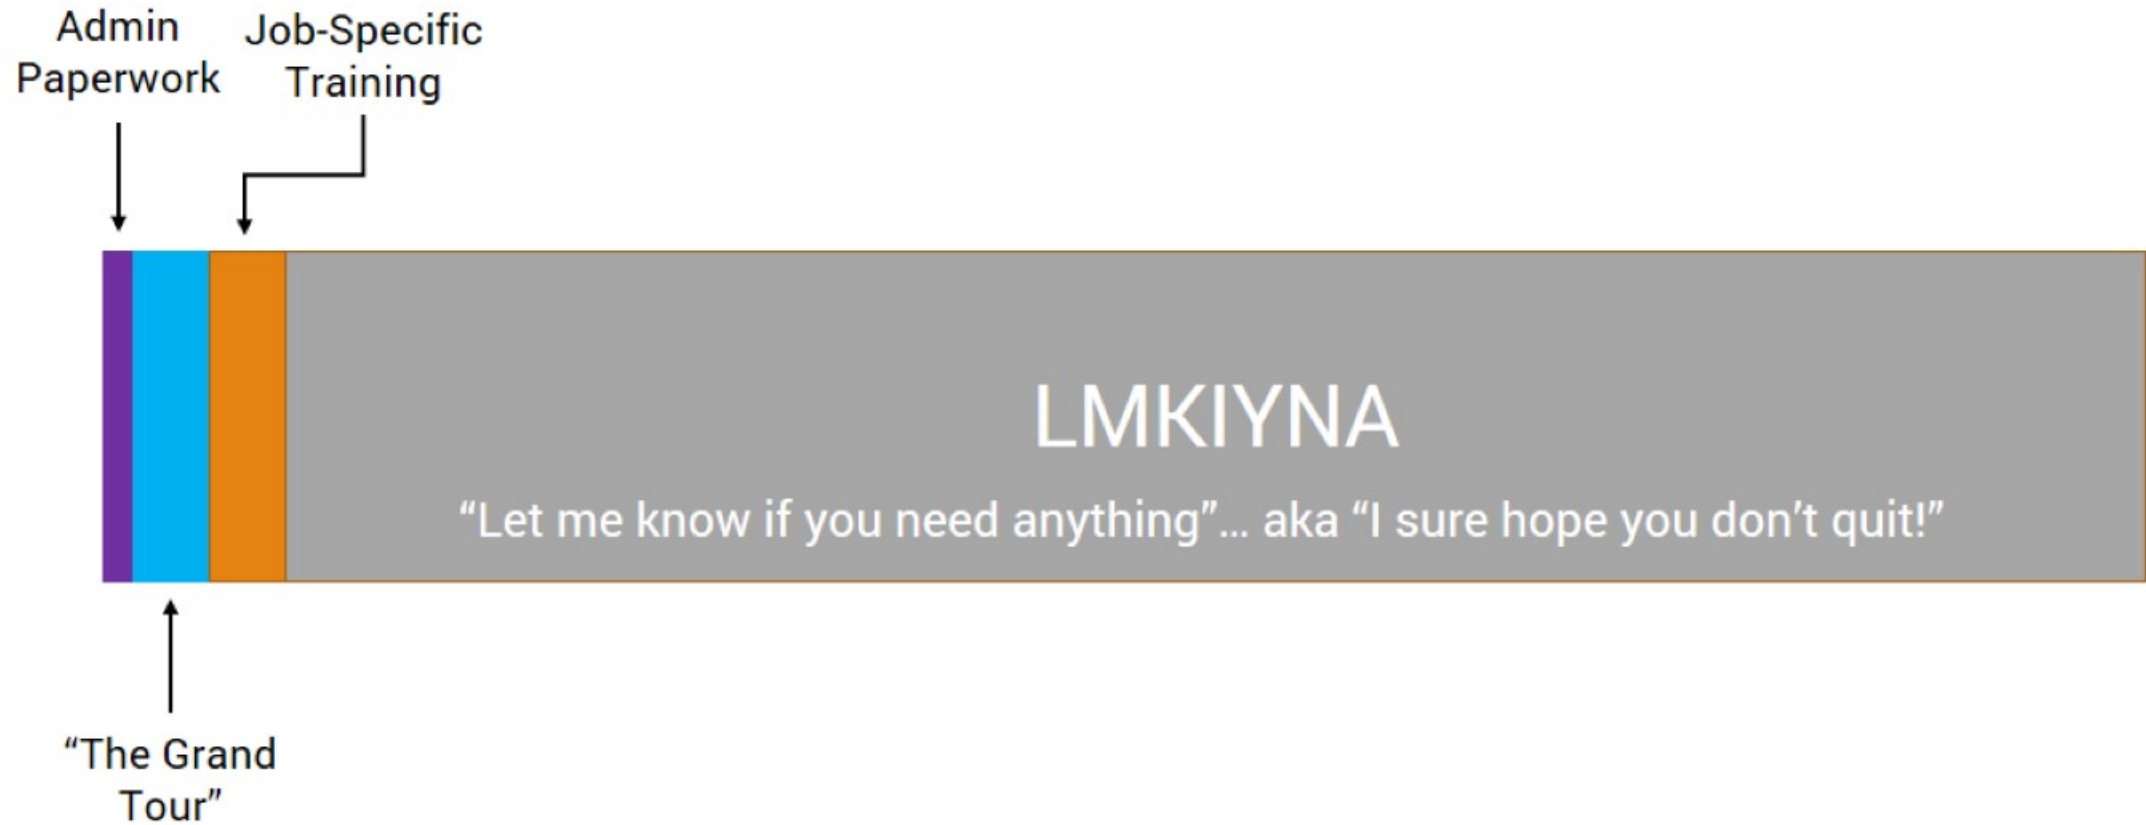 Admin
Paperwork
Job-Specific
Training
LMKIYNA
“Let me know if you need anything”... aka “I sure hope you don’t quit!”
“The Grand
Tour”